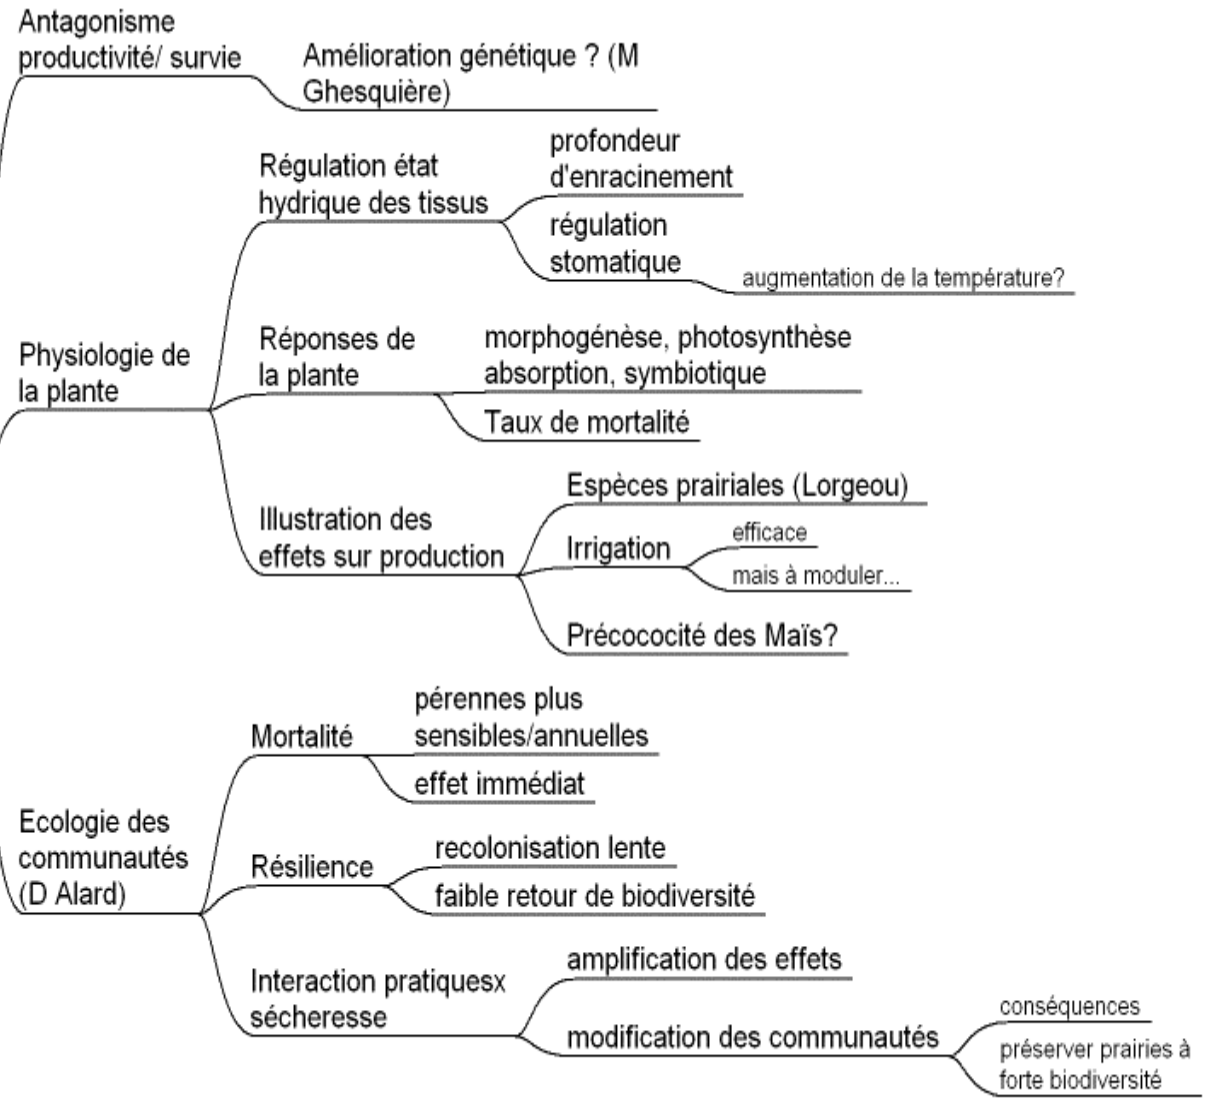 Antagonisme
productivité/ survie
Amélioration génétique ? (M
Ghesquière)
Physiologie de
la plante
Régulation état
hydrique des tissus
profondeur
d'enracinement
régulation
stomatique
augmentation de la température?
Réponses de
la plante
morphogénèse, photosynthèse
absorption, symbiotique
Taux de mortalité
Illustration des
effets sur production
Espèces prairiales (Lorgeou)
Irrigation
efficace
mais à moduler...
Précococité des Maïs?
Ecologie des
communautés
(D Alard)
Mortalité
pérennes plus
sensibles/annuelles
effet immédiat
Résilience
recolonisation lente
faible retour de biodiversité
Interaction pratiquesx
sécheresse
amplification des effets
modification des communautés
conséquences
préserver prairies à
forte biodiversité